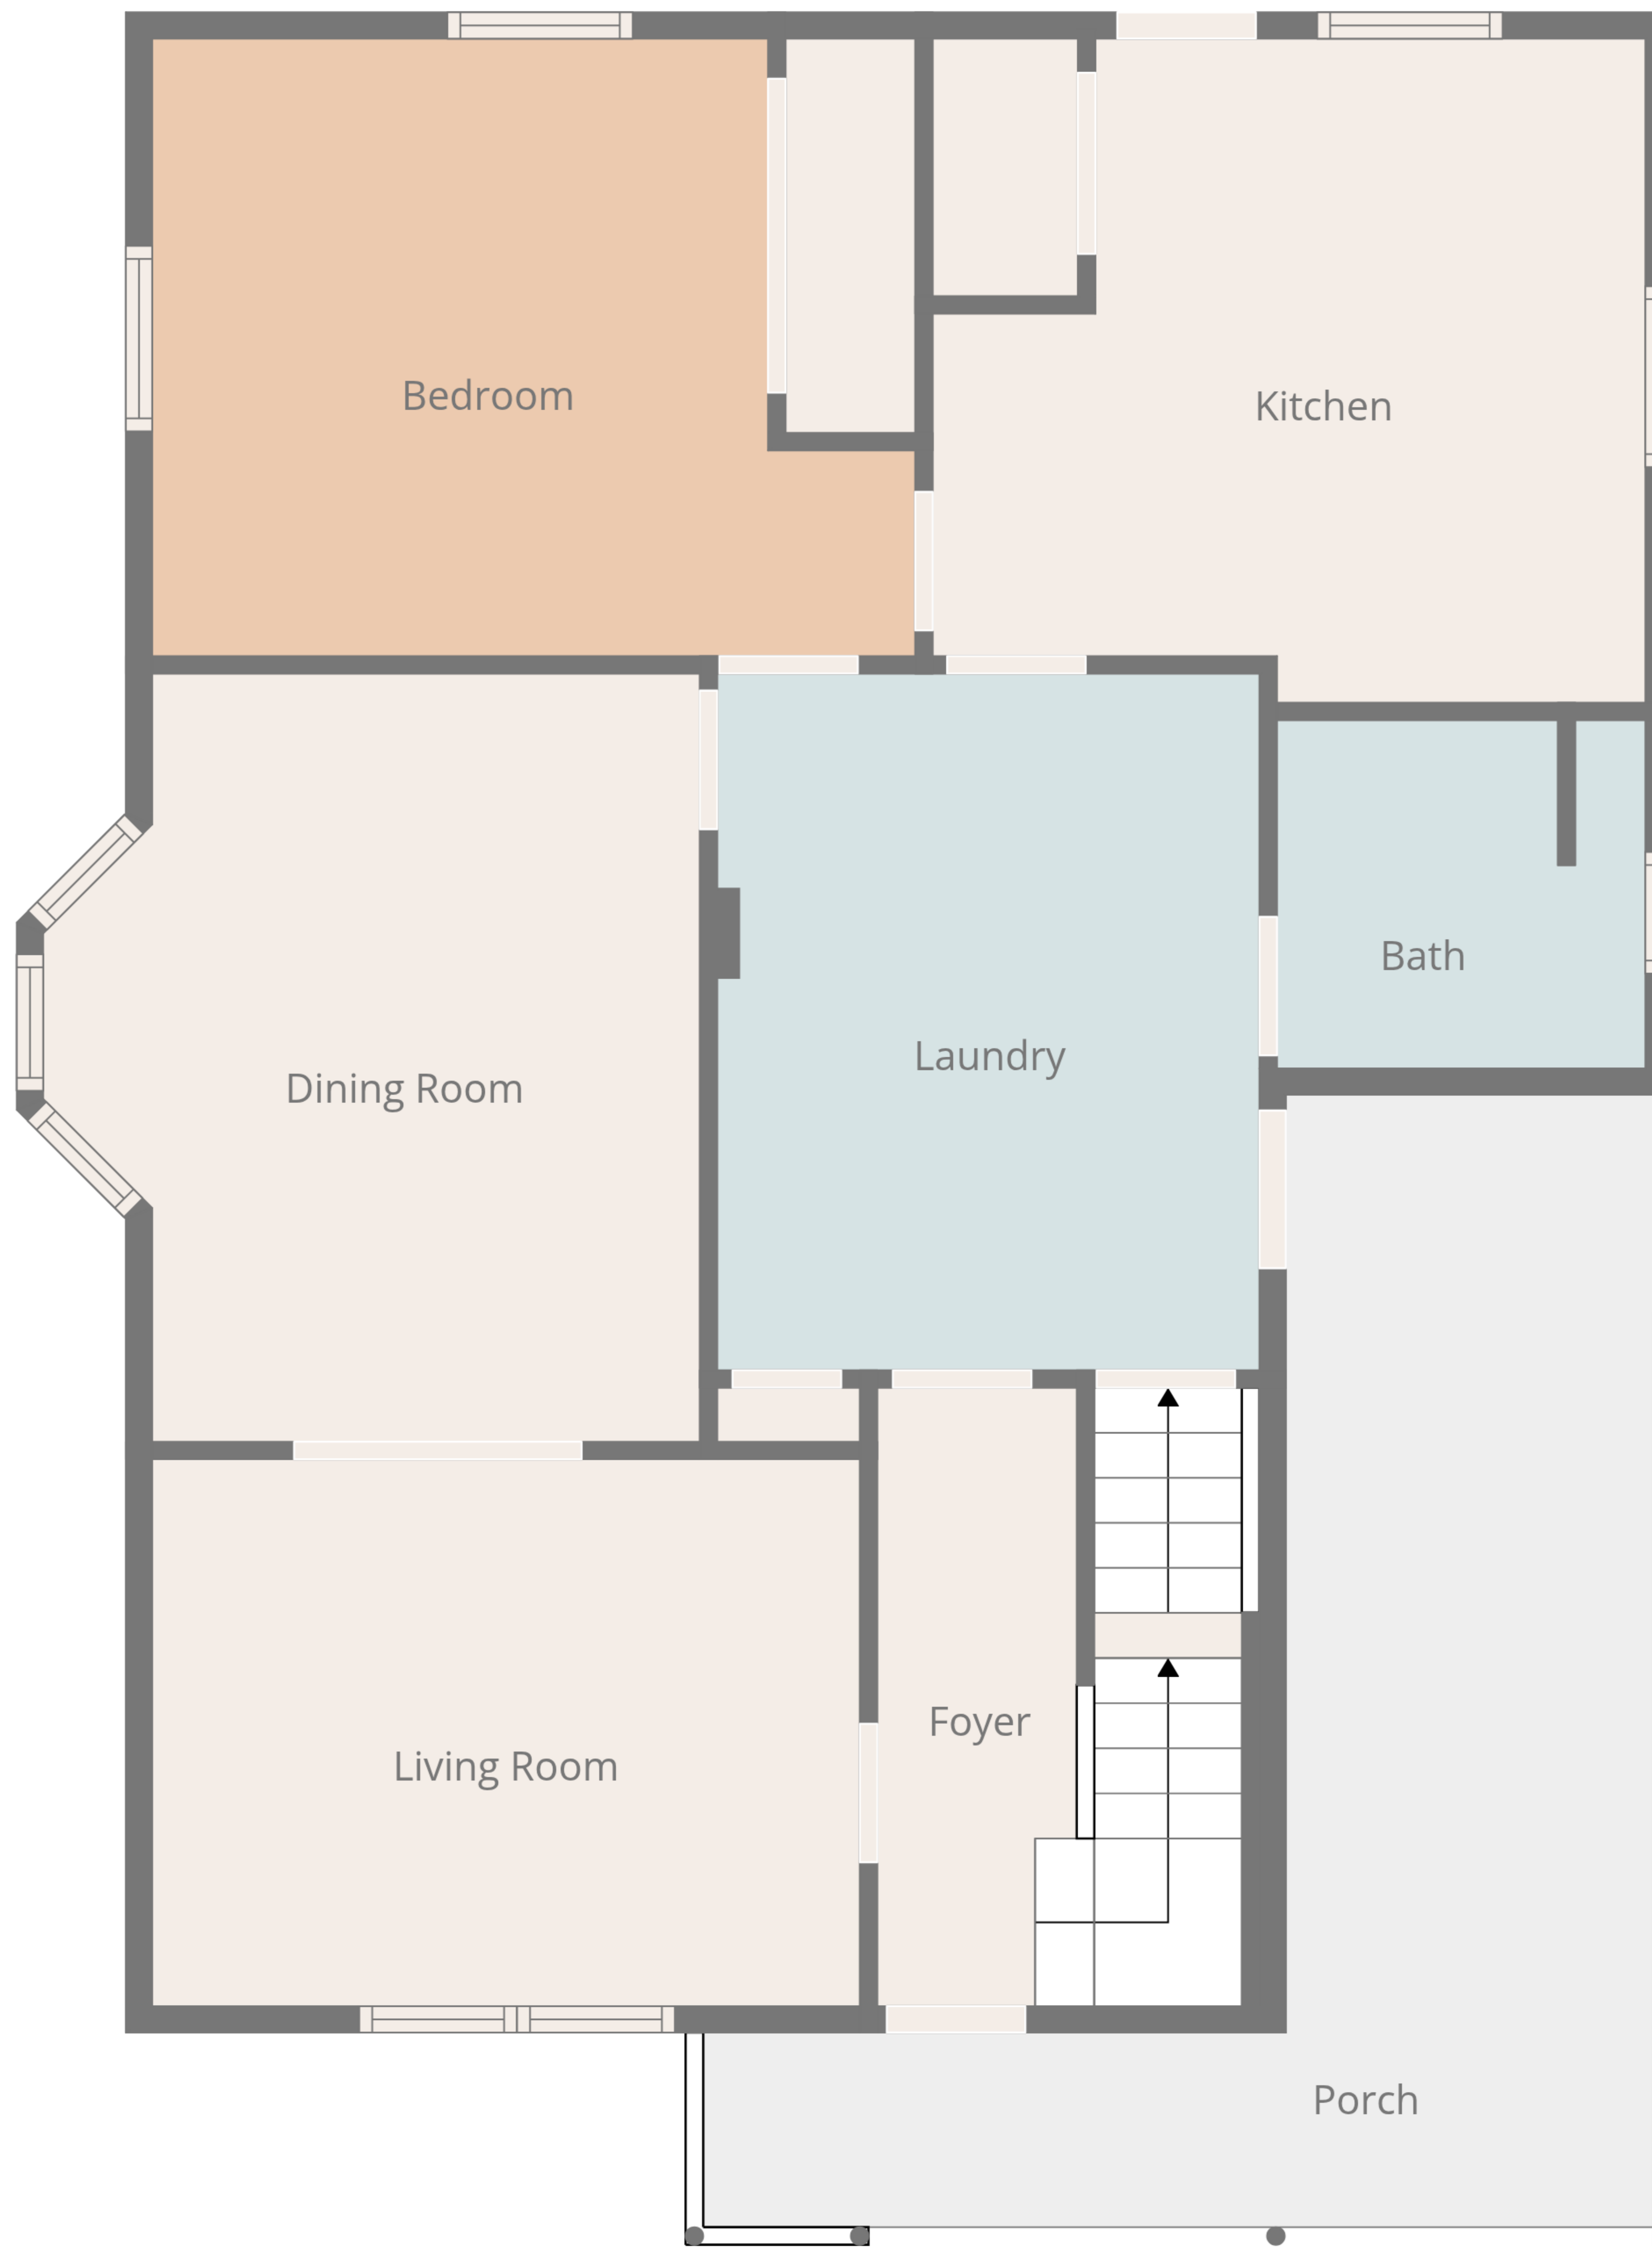 Bedroom
Kitchen
Bath
Laundry
Dining Room
Foyer
Living Room
Porch